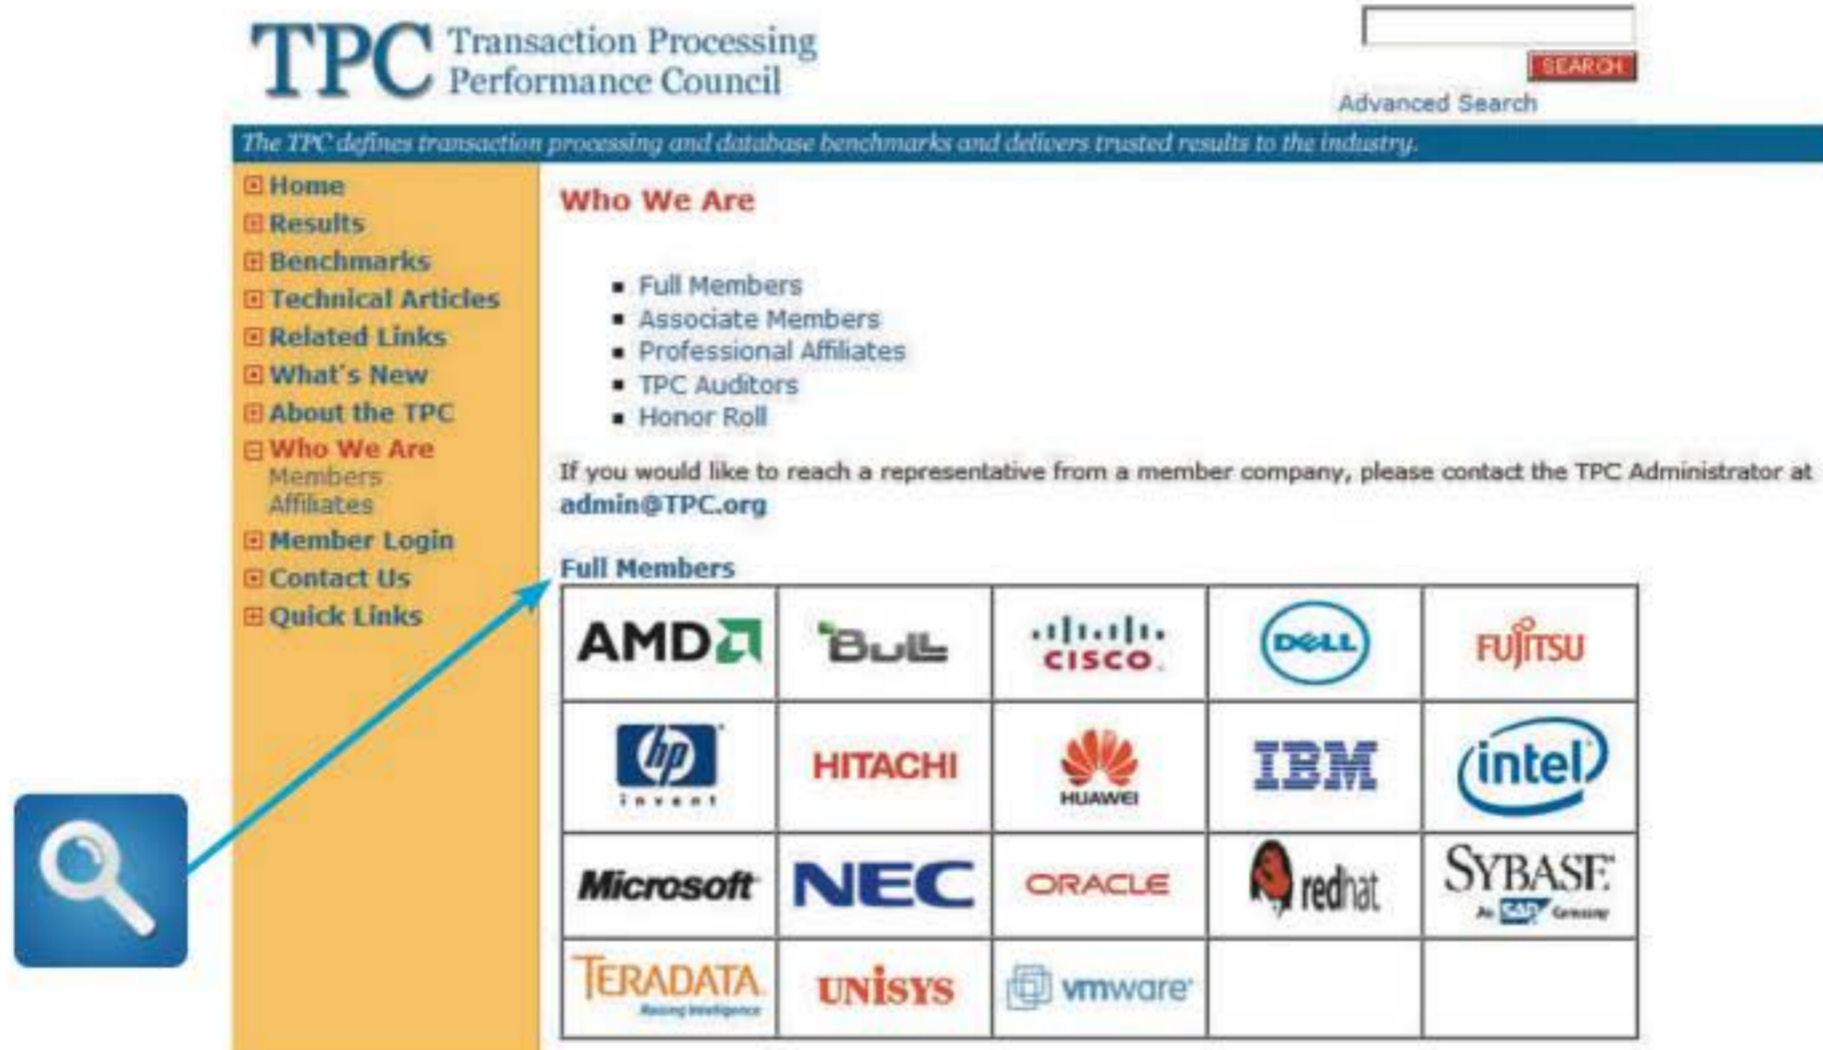 TPC Transaction Processing
Performance Council
SEARCH
Advanced Search
The TPC defines transaction processing and database benchmarks and delivers trusted results to the industry.
Home
Results
Benchmarks
Technical Articles
Related Links
What's New
About the TPC
Who We Are
Members
Affiliates
Member Login
Contact Us
Quick Links
Who We Are
Full Members
Associate Members
Professional Affiliates
TPC Auditors
Honor Roll
If you would like to reach a representative from a member company, please contact the TPC Administrator at
admin@TPC.org
Full Members
AMD Bull CISCO DELL FUJITSU
hp invent HITACHI HUAWEI IBM intel
Microsoft NEC ORACLE redhat SYBASE
An SAP Company
TERADATA UNISYS vmware
Raising Intelligence